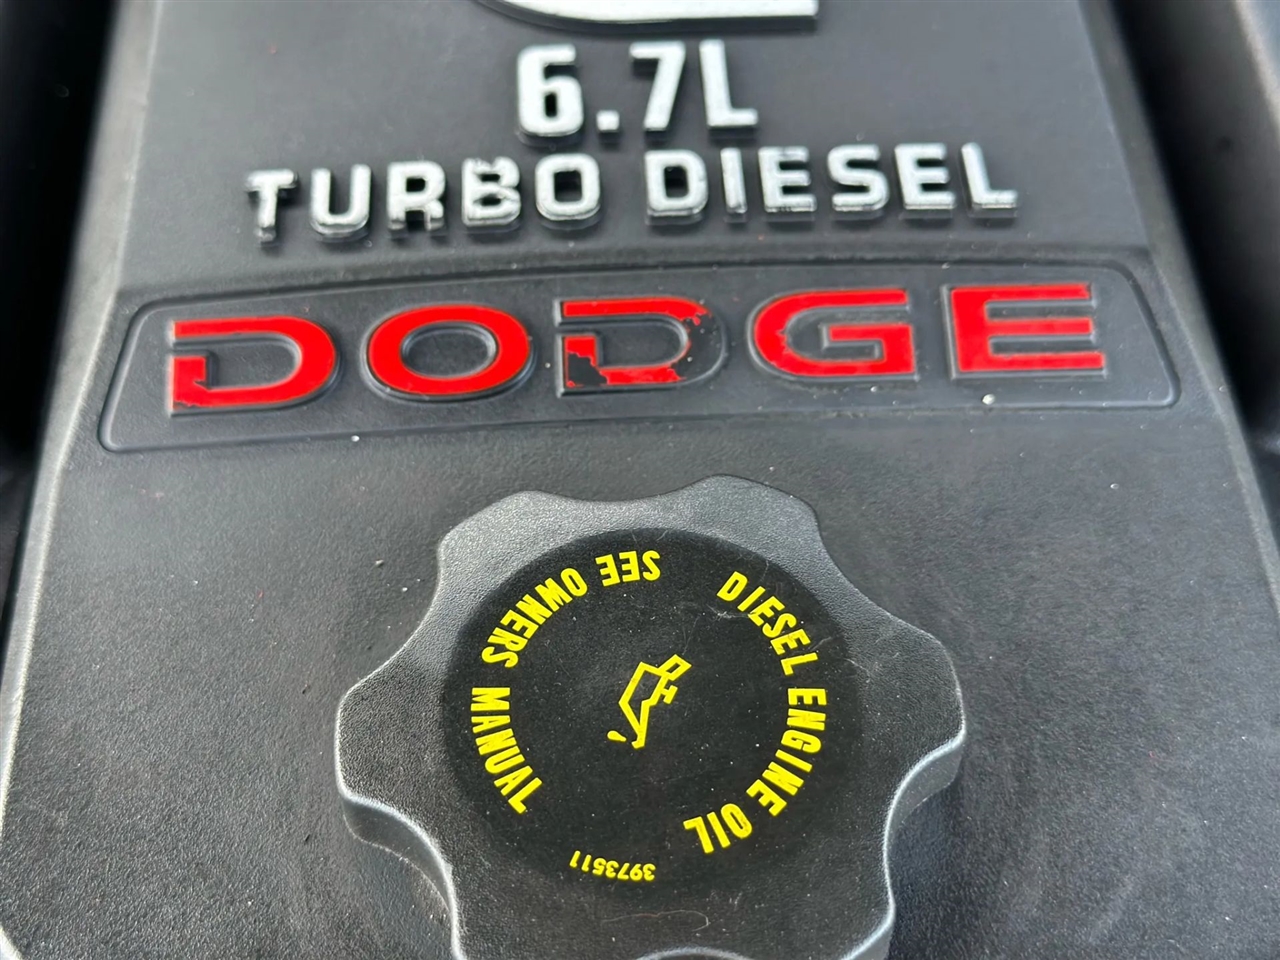 6.7L
TURBO DIESEL
DODGE
SEE OWNERS MANUAL
DIESEL ENGINE OIL
3973511